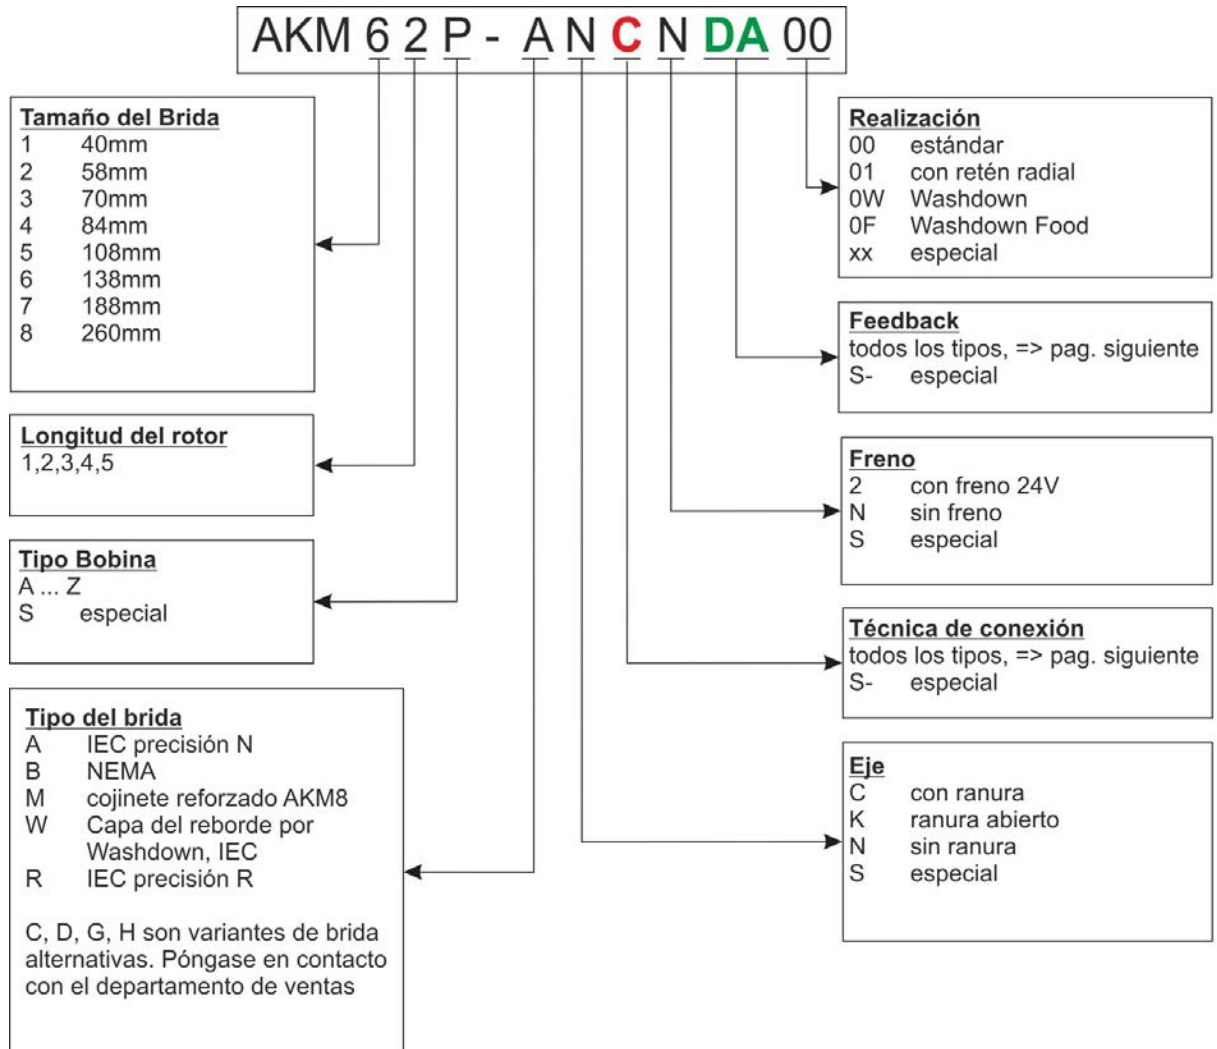 AKM 6 2 P - A N C N DA 00
Tamaño del Brida
1 40mm
2 58mm
3 70mm
4 84mm
5 108mm
6 138mm
7 188mm
8 260mm
Longitud del rotor
1,2,3,4,5
Tipo Bobina
A ... Z
S especial
Tipo del brida
A IEC precisión N
B NEMA
M cojinete reforzado AKM8
W Capa del reborde por
Washdown, IEC
R IEC precisión R
C, D, G, H son variantes de brida
alternativas. Póngase en contacto
con el departamento de ventas
Realización
00 estándar
01 con retén radial
0W Washdown
0F Washdown Food
xx especial
Feedback
todos los tipos, => pag. siguiente
S- especial
Freno
2 con freno 24V
N sin freno
S especial
Técnica de conexión
todos los tipos, => pag. siguiente
S- especial
Eje
C con ranura
K ranura abierto
N sin ranura
S especial